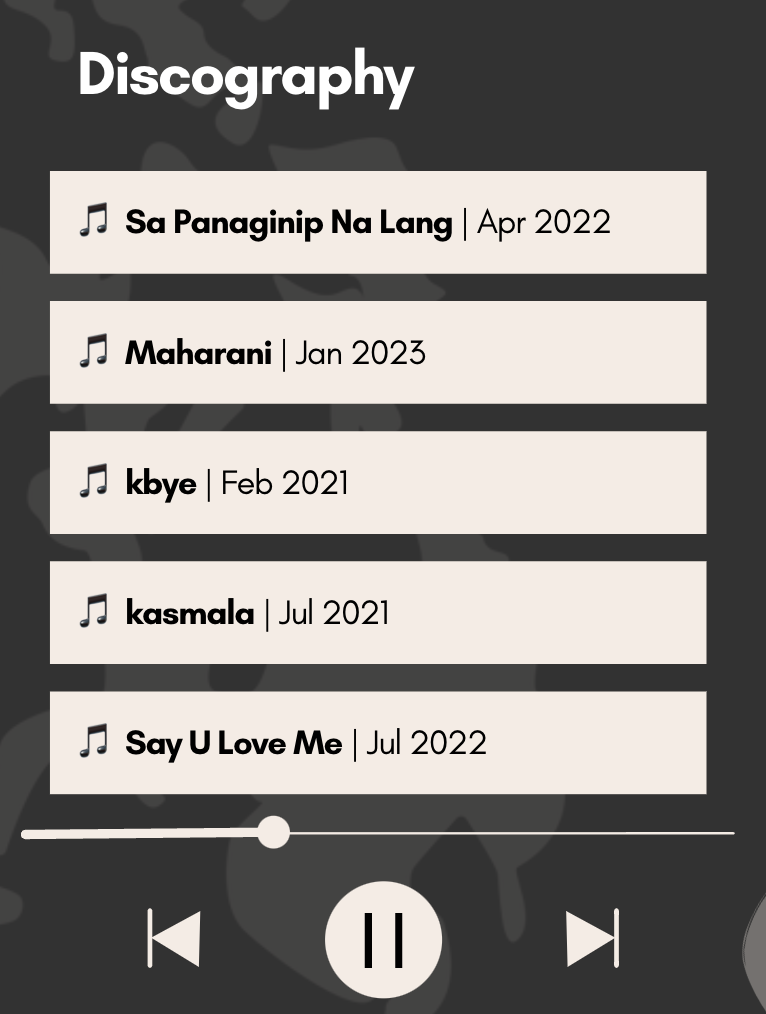 Discography
🎵 Sa Panaginip Na Lang | Apr 2022
🎵 Maharani | Jan 2023
🎵 kbye | Feb 2021
🎵 kasmala | Jul 2021
🎵 Say U Love Me | Jul 2022